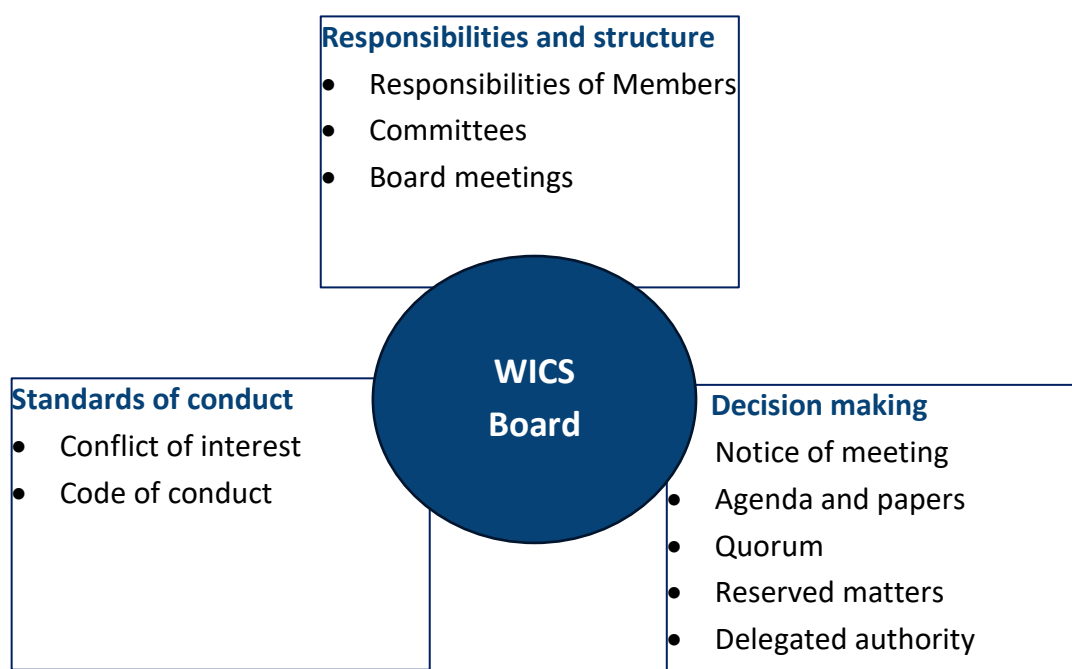 Responsibilities and structure
• Responsibilities of Members
• Committees
• Board meetings
WICS
Board
Standards of conduct
• Conflict of interest
• Code of conduct
Decision making
Notice of meeting
• Agenda and papers
• Quorum
• Reserved matters
• Delegated authority